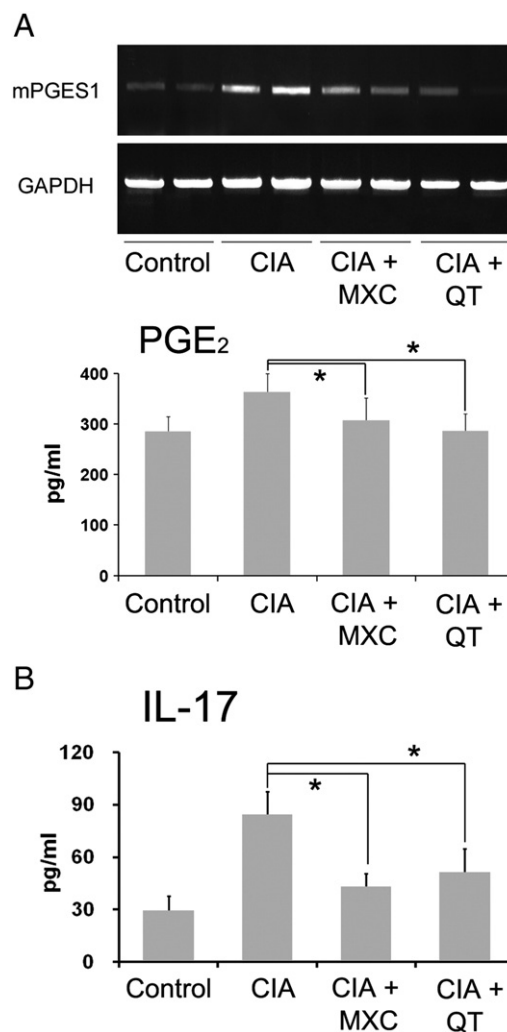 A
mPGES1
GAPDH
Control CIA CIA + MXC CIA + QT
PGE₂
400
300
200
100
0
pg/ml
* *
Control CIA CIA + MXC CIA + QT
B
IL-17
120
90
60
30
0
pg/ml
* *
Control CIA CIA + MXC CIA + QT